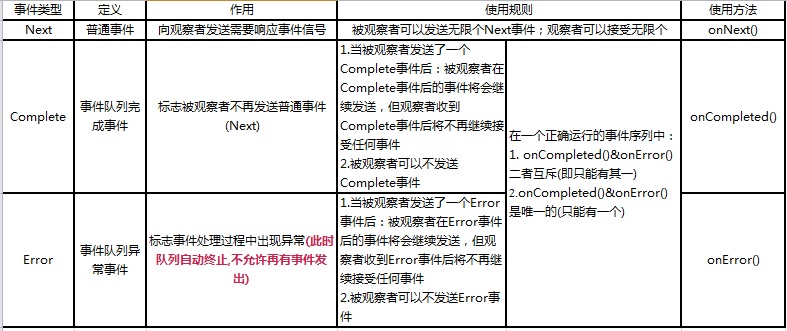 事件类型 定义 作用 使用规则 使用方法
Next 普通事件 向观察者发送需要响应事件信号 被观察者可以发送无限个Next事件；观察者可以接受无限个 onNext()
Complete
事件队列完
成事件
标志被观察者不再发送普通事件
(Next)
1.当被观察者发送了一个
Complete事件后：被观察者在
Complete事件后的事件将会继
续发送，但观察者收到
Complete事件后将不再继续接
受任何事件
2.被观察者可以不发送
Complete事件
在一个正确运行的事件序列中：
1. onCompleted()&onError()
二者互斥(即只能有其一)
2.onCompleted()&onError()
是唯一的(只能有一个)
onCompleted()
Error
事件队列异
常事件
标志事件处理过程中出现异常(此时
队列自动终止,不允许再有事件发
出)
1.当被观察者发送了一个Error
事件后：被观察者在Error事件
后的事件将会继续发送，但观
察者收到Error事件后将不再继
续接受任何事件
2.被观察者可以不发送Error事
件
onError()